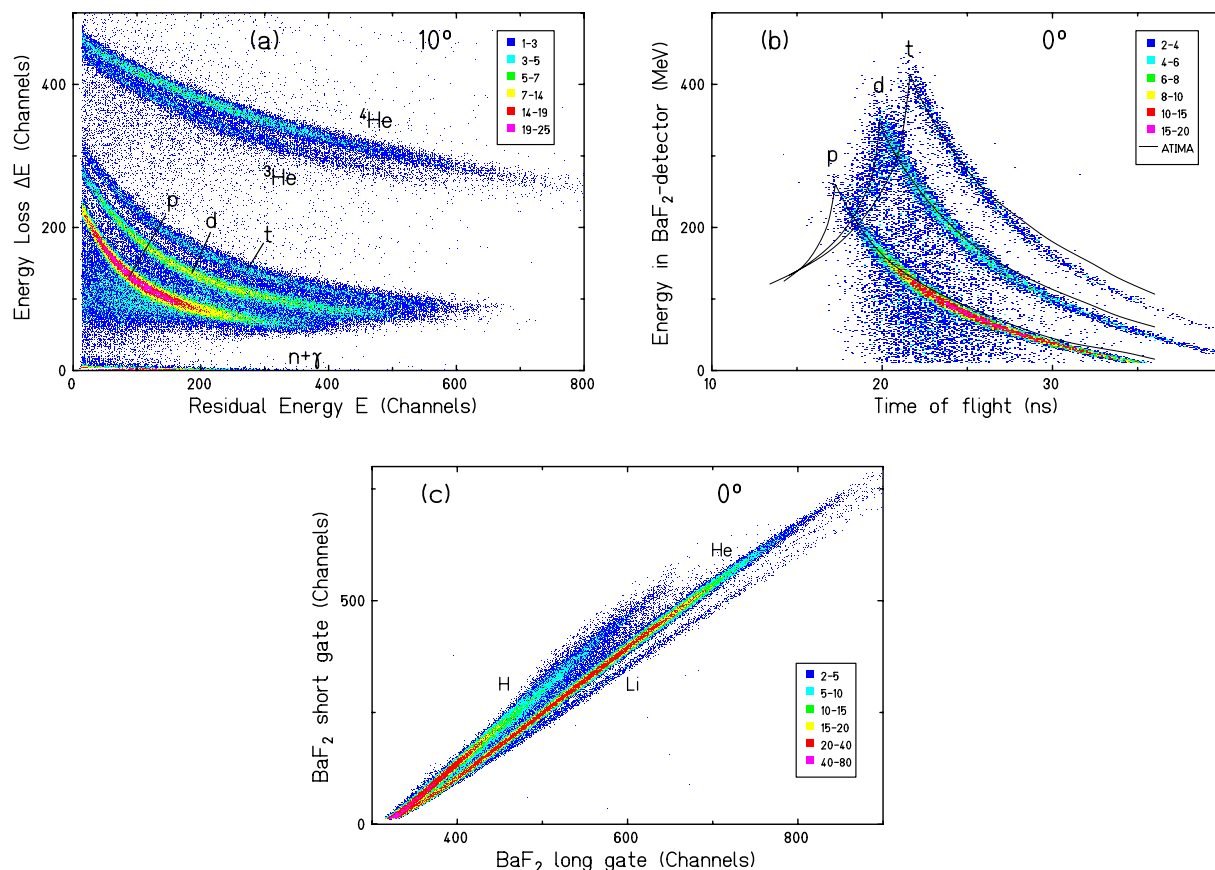 (a)
10°
1-3
3-5
5-7
7-14
14-19
19-25
⁴He
³He
p
d
t
n+γ
400
200
0
0
200
400
600
800
Energy Loss ΔE (Channels)
Residual Energy E (Channels)
(b)
0°
2-4
4-6
6-8
8-10
10-15
15-20
ATIMA
t
d
p
400
300
200
100
0
10
20
30
Energy in BaF₂-detector (MeV)
Time of flight (ns)
(c)
0°
He
H
Li
2-5
5-10
10-15
15-20
20-40
40-80
500
0
400
600
800
BaF₂ short gate (Channels)
BaF₂ long gate (Channels)